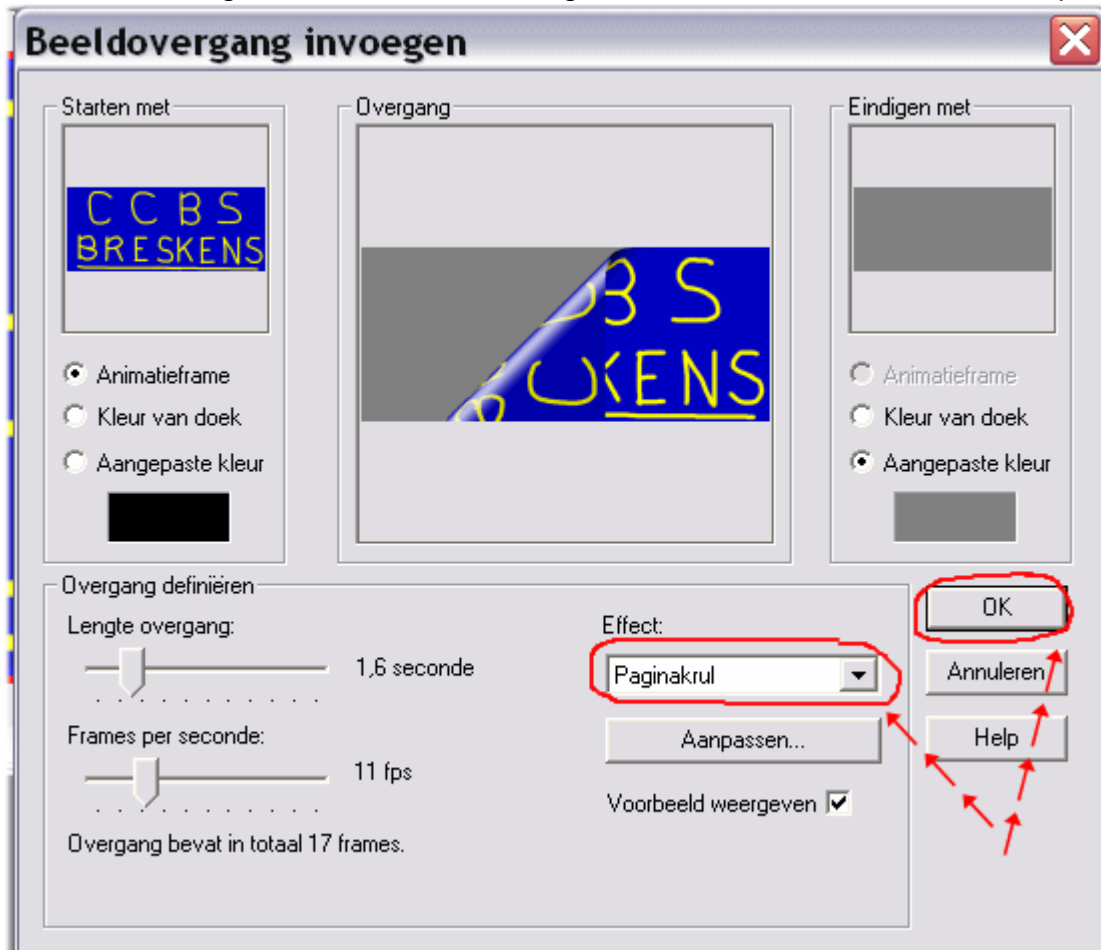 Beeldovergang invoegen
Starten met
Overgang
Eindigen met
C C B S
BRESKENS
B S
KENS
Animatieframe
Kleur van doek
Aangepaste kleur
Animatieframe
Kleur van doek
Aangepaste kleur
Overgang definiëren
Lengte overgang:
1,6 seconde
Frames per seconde:
11 fps
Overgang bevat in totaal 17 frames.
Effect:
Paginakrul
Aanpassen...
Voorbeeld weergeven
OK
Annuleren
Help